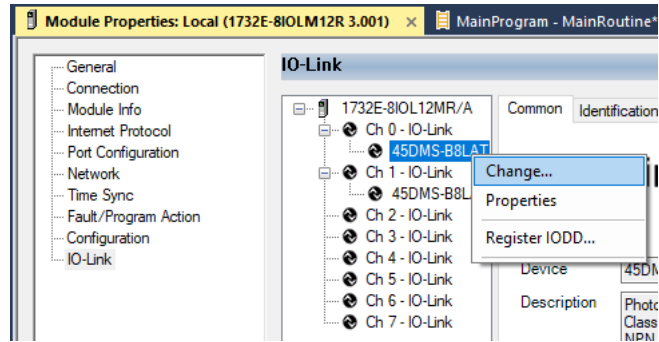 Module Properties: Local (1732E-8IOLM12R 3.001) ×
MainProgram - MainRoutine*
General
Connection
Module Info
Internet Protocol
Port Configuration
Network
Time Sync
Fault/Program Action
Configuration
IO-Link
IO-Link
1732E-8IOL12MR/A
Ch 0 - IO-Link
45DMS-B8LAT
Ch 1 - IO-Link
45DMS-B8L
Ch 2 - IO-Link
Ch 3 - IO-Link
Ch 4 - IO-Link
Ch 5 - IO-Link
Ch 6 - IO-Link
Ch 7 - IO-Link
Common
Identification
Change...
Properties
Register IODD...
Device
45DM
Description
Photo
Class
NPN